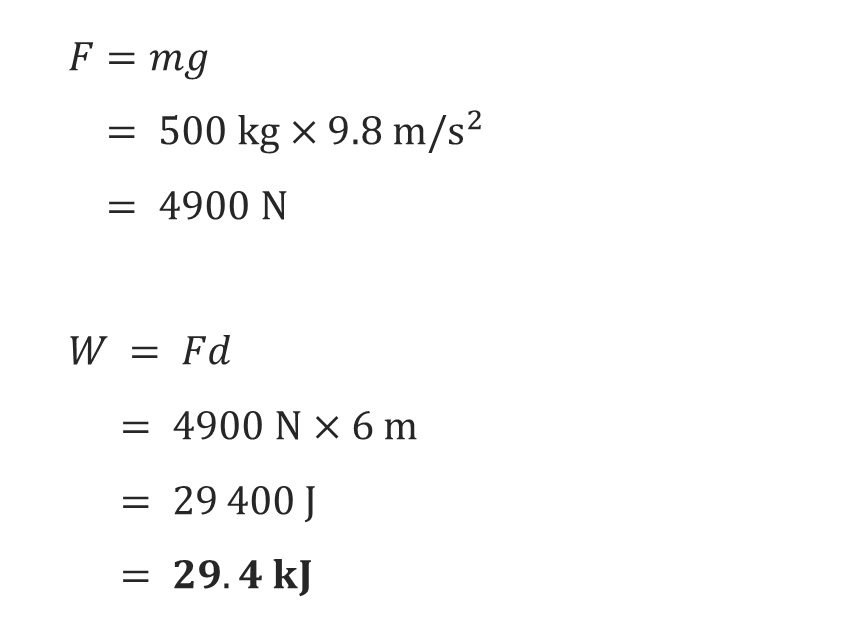 F = mg
= 500 kg × 9.8 m/s²
= 4900 N
W = Fd
= 4900 N × 6 m
= 29 400 J
= 29.4 kJ